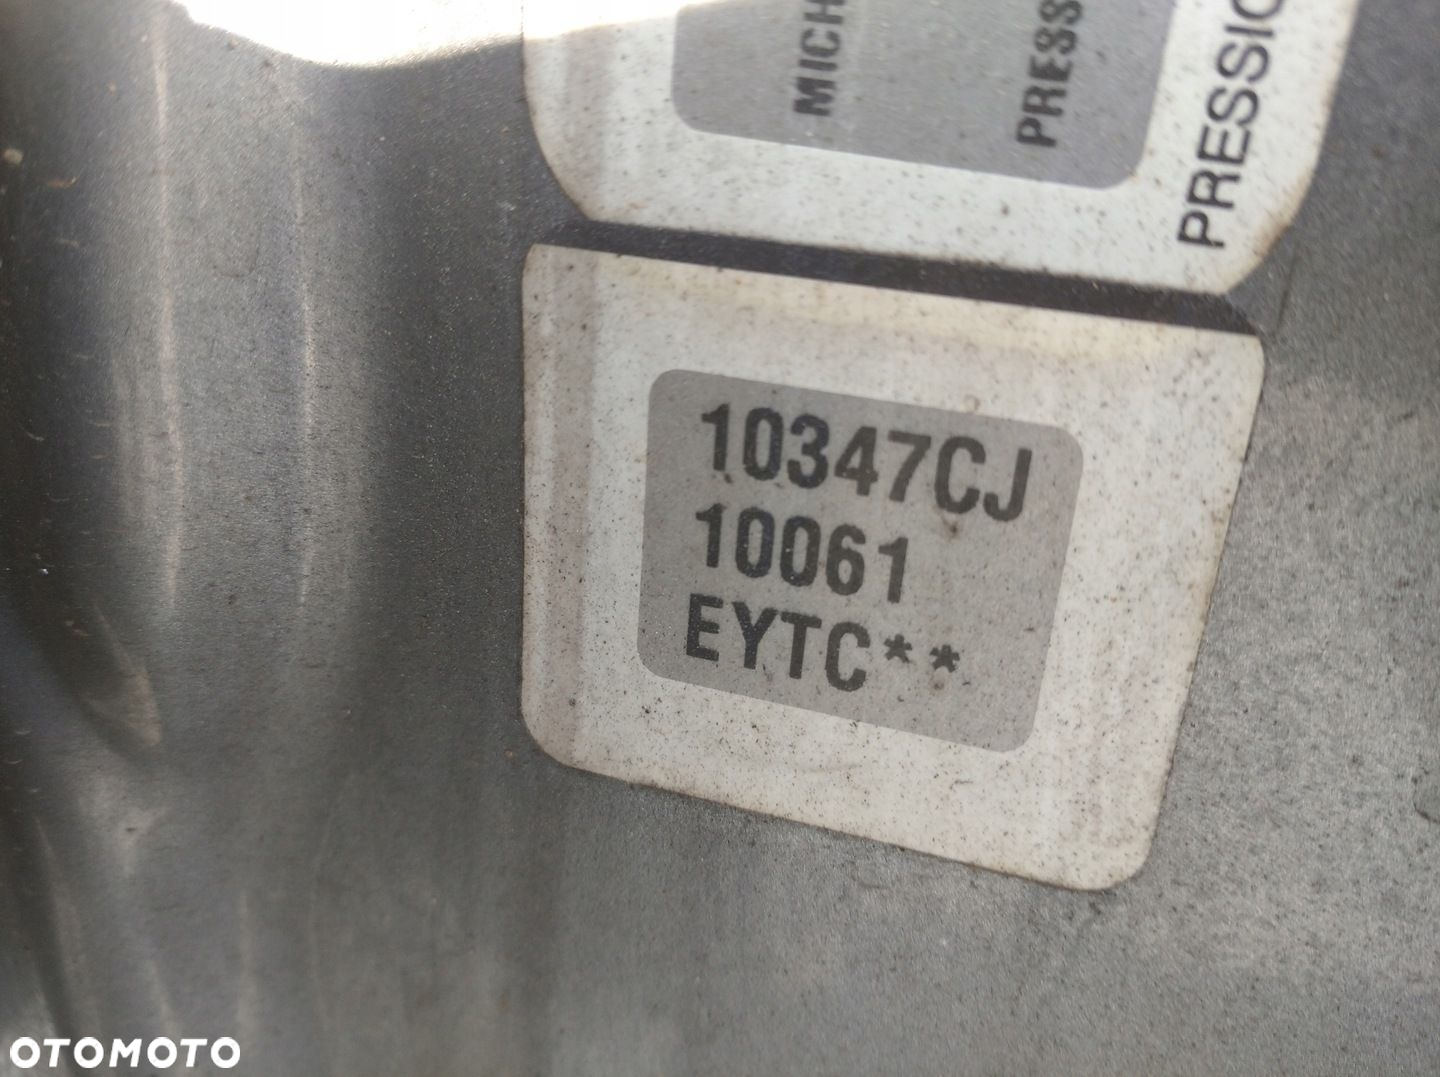 MICH
PRESS
PRESSIO
10347CJ
10061
EYTC**
OTOMOTO